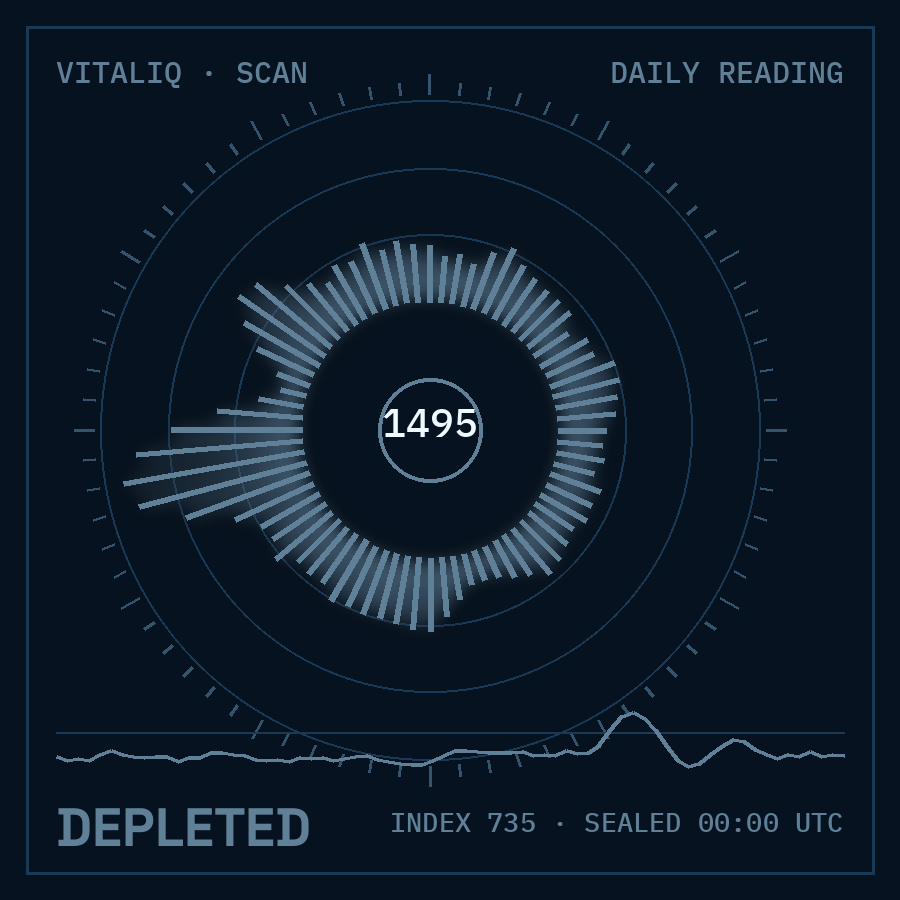 VITALIQ · SCAN
DAILY READING
1495
DEPLETED
INDEX 735 · SEALED 00:00 UTC